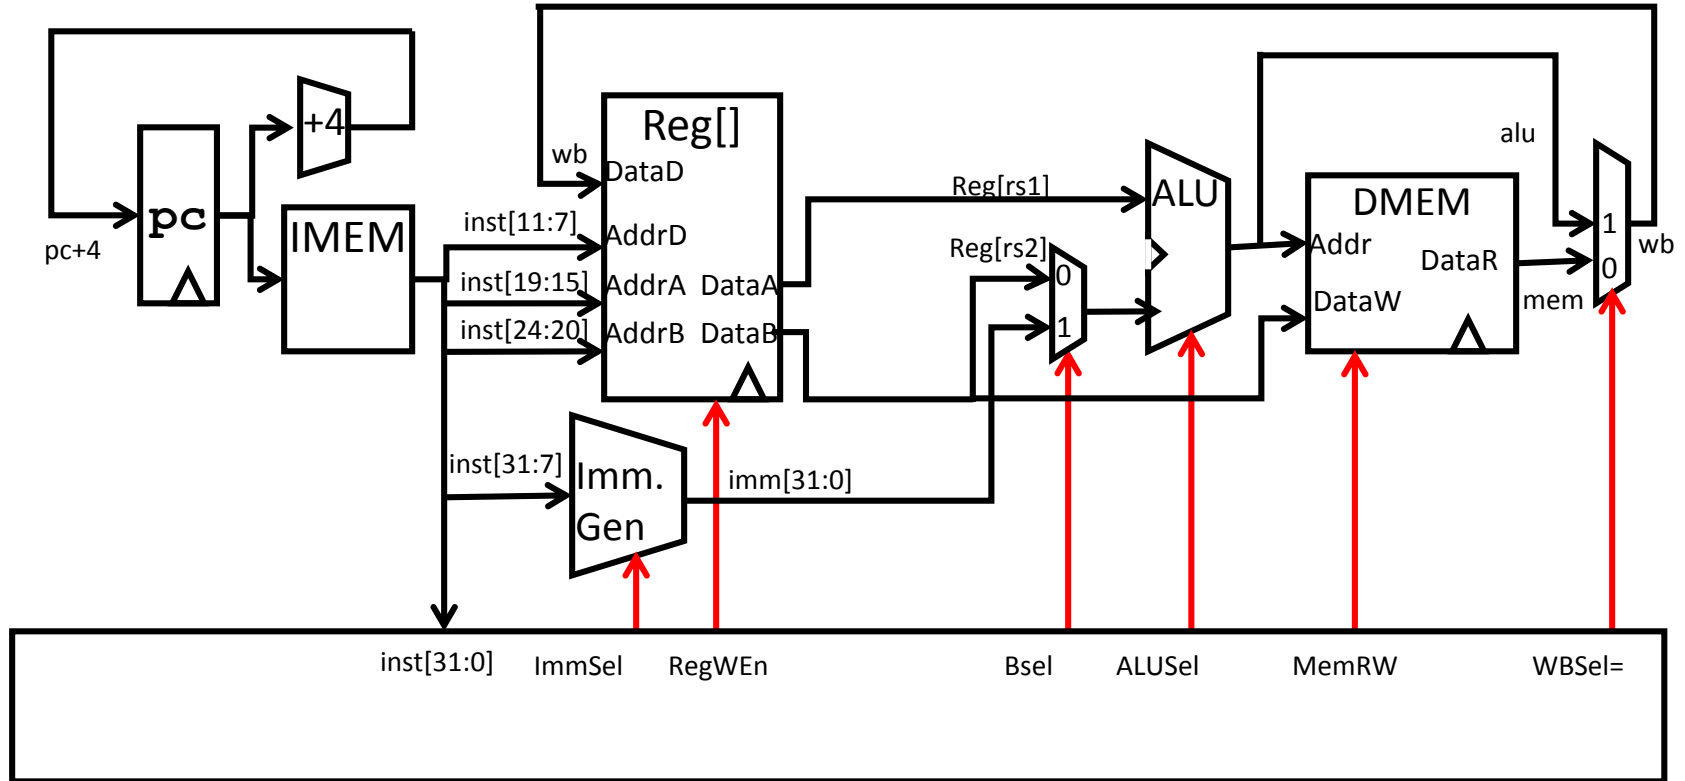 Reg[]
+4
alu
wb
DataD
Reg[rs1]
ALU
DMEM
pc
inst[11:7]
IMEM
AddrD
Reg[rs2]
Addr
1
wb
pc+4
DataR
0
inst[19:15]
AddrA
DataA
0
DataW
mem
inst[24:20]
AddrB
DataB
1
inst[31:7]
Imm.
Gen
imm[31:0]
inst[31:0]
ImmSel
RegWEn
Bsel
ALUSel
MemRW
WBSel=